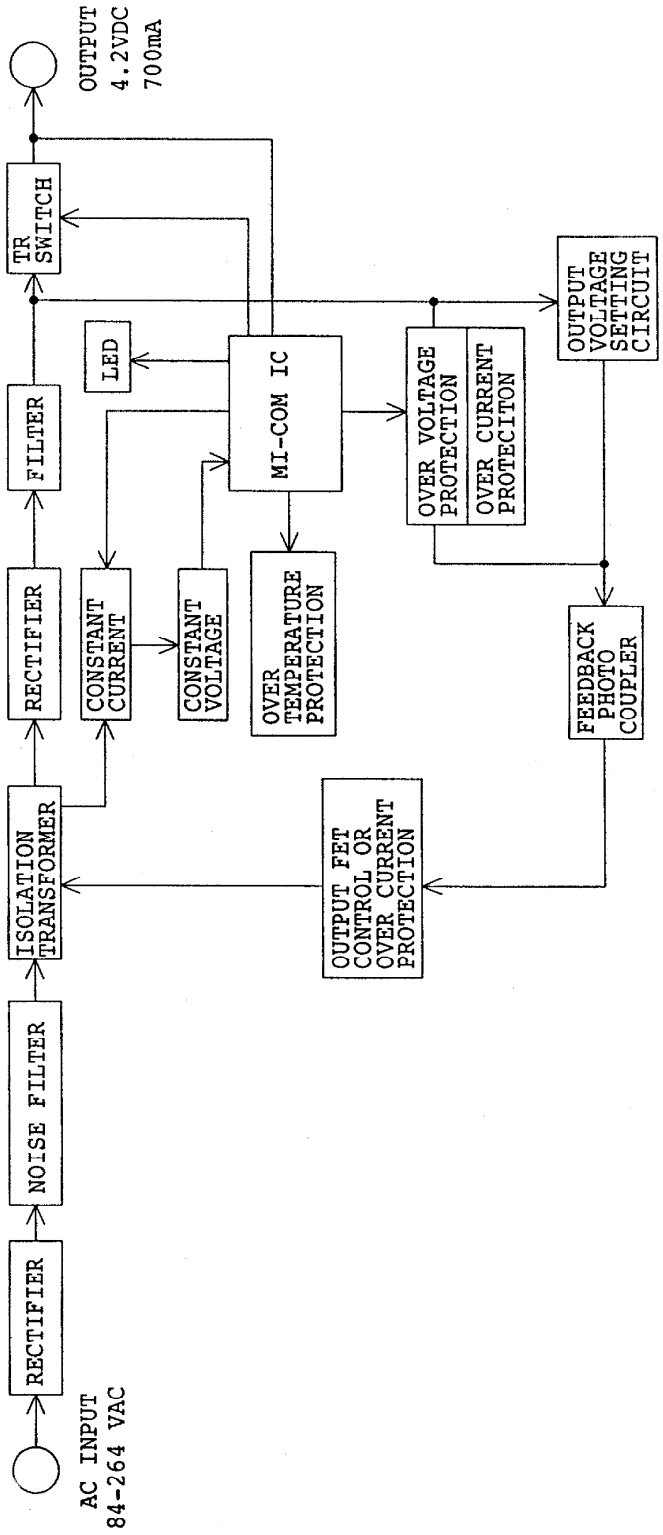 AC INPUT
84-264 VAC
RECTIFIER
NOISE FILTER
ISOLATION
TRANSFORMER
RECTIFIER
FILTER
TR
SWITCH
OUTPUT
4.2VDC
700mA
CONSTANT
CURRENT
LED
CONSTANT
VOLTAGE
MI-COM IC
OVER
TEMPERATURE
PROTECTION
OUTPUT FET
CONTROL OR
OVER CURRENT
PROTECTION
OVER VOLTAGE
PROTECTION
OVER CURRENT
PROTECITON
OUTPUT
VOLTAGE
SETTING
CIRCUIT
FEEDBACK
PHOTO
COUPLER